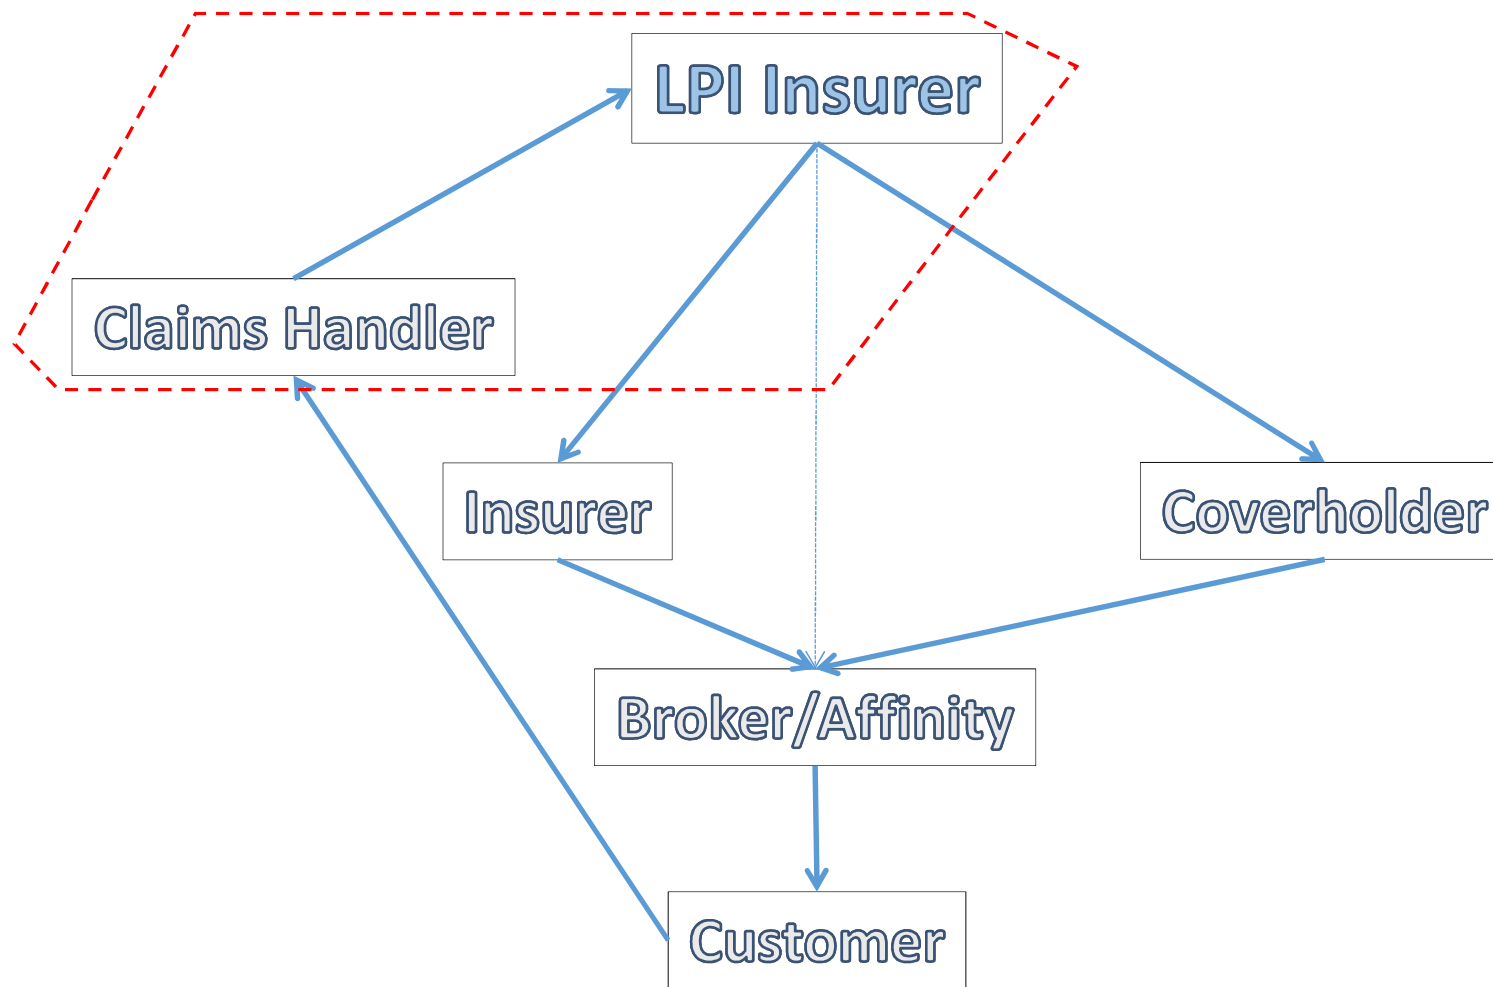 LPI Insurer
Claims Handler
Insurer
Coverholder
Broker/Affinity
Customer